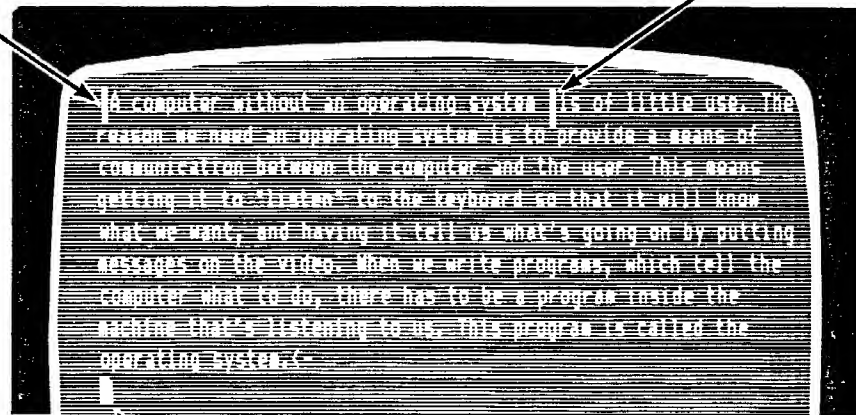 A computer without an operating system is of little use. The
reason we need an operating system is to provide a means of
communication between the computer and the user. This means
getting it to "listen" to the keyboard so that it will know
what we want, and having it tell us what's going on by putting
messages on the video. When we write programs, which tell the
computer what to do, there has to be a program inside the
machine that's listening to us. This program is called the
operating system.<-